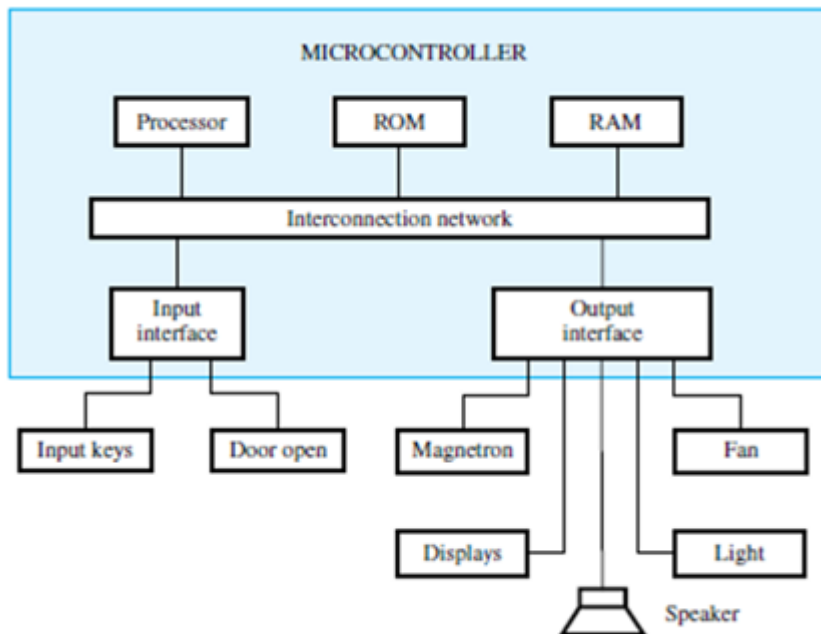 MICROCONTROLLER
Processor
ROM
RAM
Interconnection network
Input
interface
Output
interface
Input keys
Door open
Magnetron
Fan
Displays
Light
Speaker